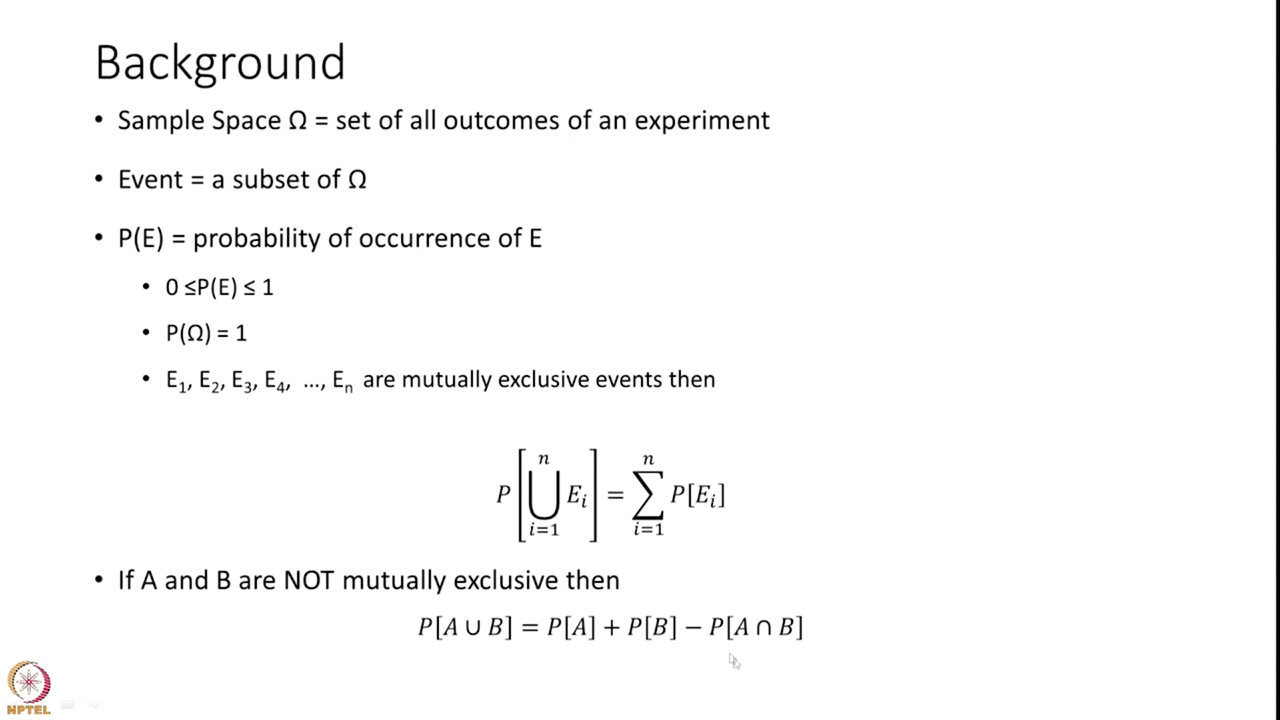 Background
• Sample Space Ω = set of all outcomes of an experiment
• Event = a subset of Ω
• P(E) = probability of occurrence of E
• 0 ≤P(E) ≤ 1
• P(Ω) = 1
• E₁, E₂, E₃, E₄, ..., Eₙ are mutually exclusive events then
P[⋃_{i=1}^{n} E_i] = ∑_{i=1}^{n} P[E_i]
• If A and B are NOT mutually exclusive then
P[A ∪ B] = P[A] + P[B] − P[A ∩ B]
NPTEL